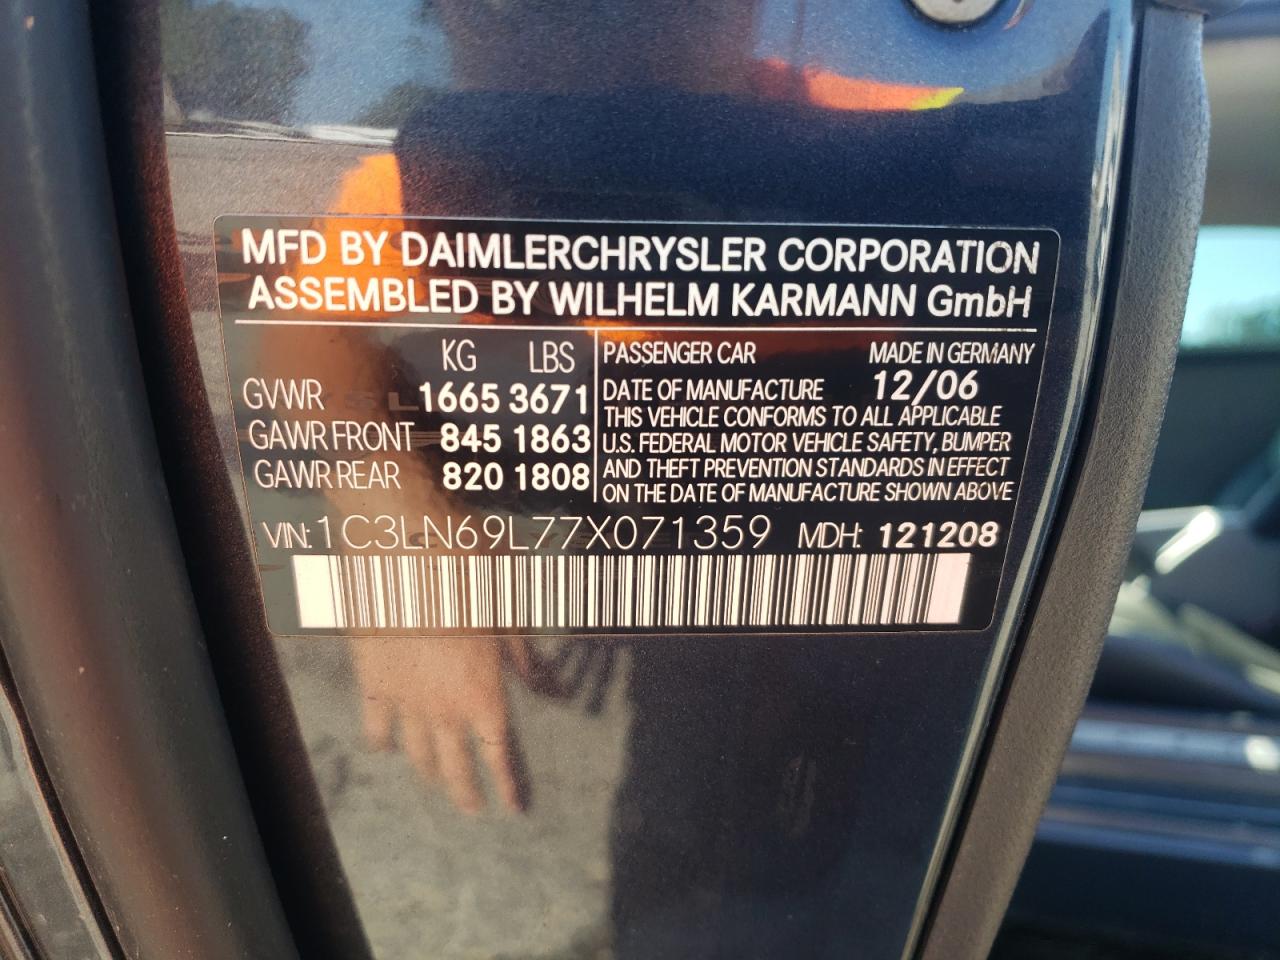 MFD BY DAIMLERCHRYSLER CORPORATION
ASSEMBLED BY WILHELM KARMANN GmbH
KG LBS
GVWR 1665 3671
GAWR FRONT 845 1863
GAWR REAR 820 1808
PASSENGER CAR MADE IN GERMANY
DATE OF MANUFACTURE 12/06
THIS VEHICLE CONFORMS TO ALL APPLICABLE
U.S. FEDERAL MOTOR VEHICLE SAFETY, BUMPER
AND THEFT PREVENTION STANDARDS IN EFFECT
ON THE DATE OF MANUFACTURE SHOWN ABOVE
VIN: 1C3LN69L77X071359 MDH: 121208